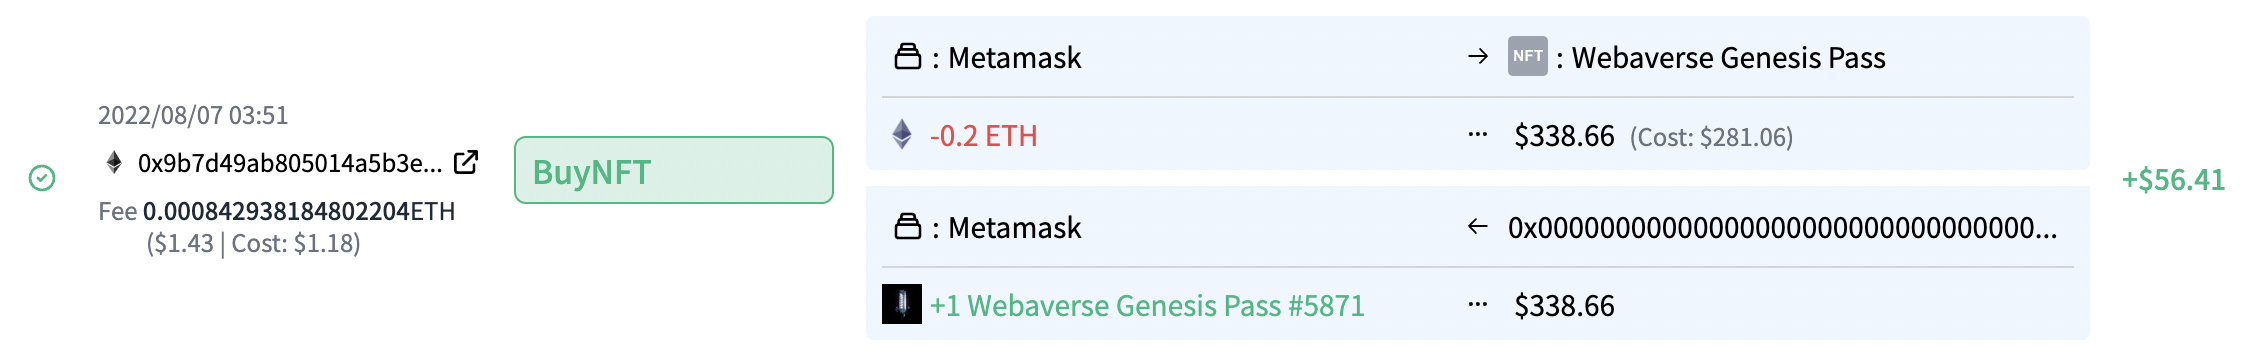 2022/08/07 03:51
0x9b7d49ab805014a5b3e...
Fee 0.000842938184802204ETH
($1.43 | Cost: $1.18)
BuyNFT
: Metamask → NFT : Webaverse Genesis Pass
-0.2 ETH ... $338.66 (Cost: $281.06)
: Metamask ← 0x00000000000000000000000000000000...
+1 Webaverse Genesis Pass #5871 ... $338.66
+$56.41